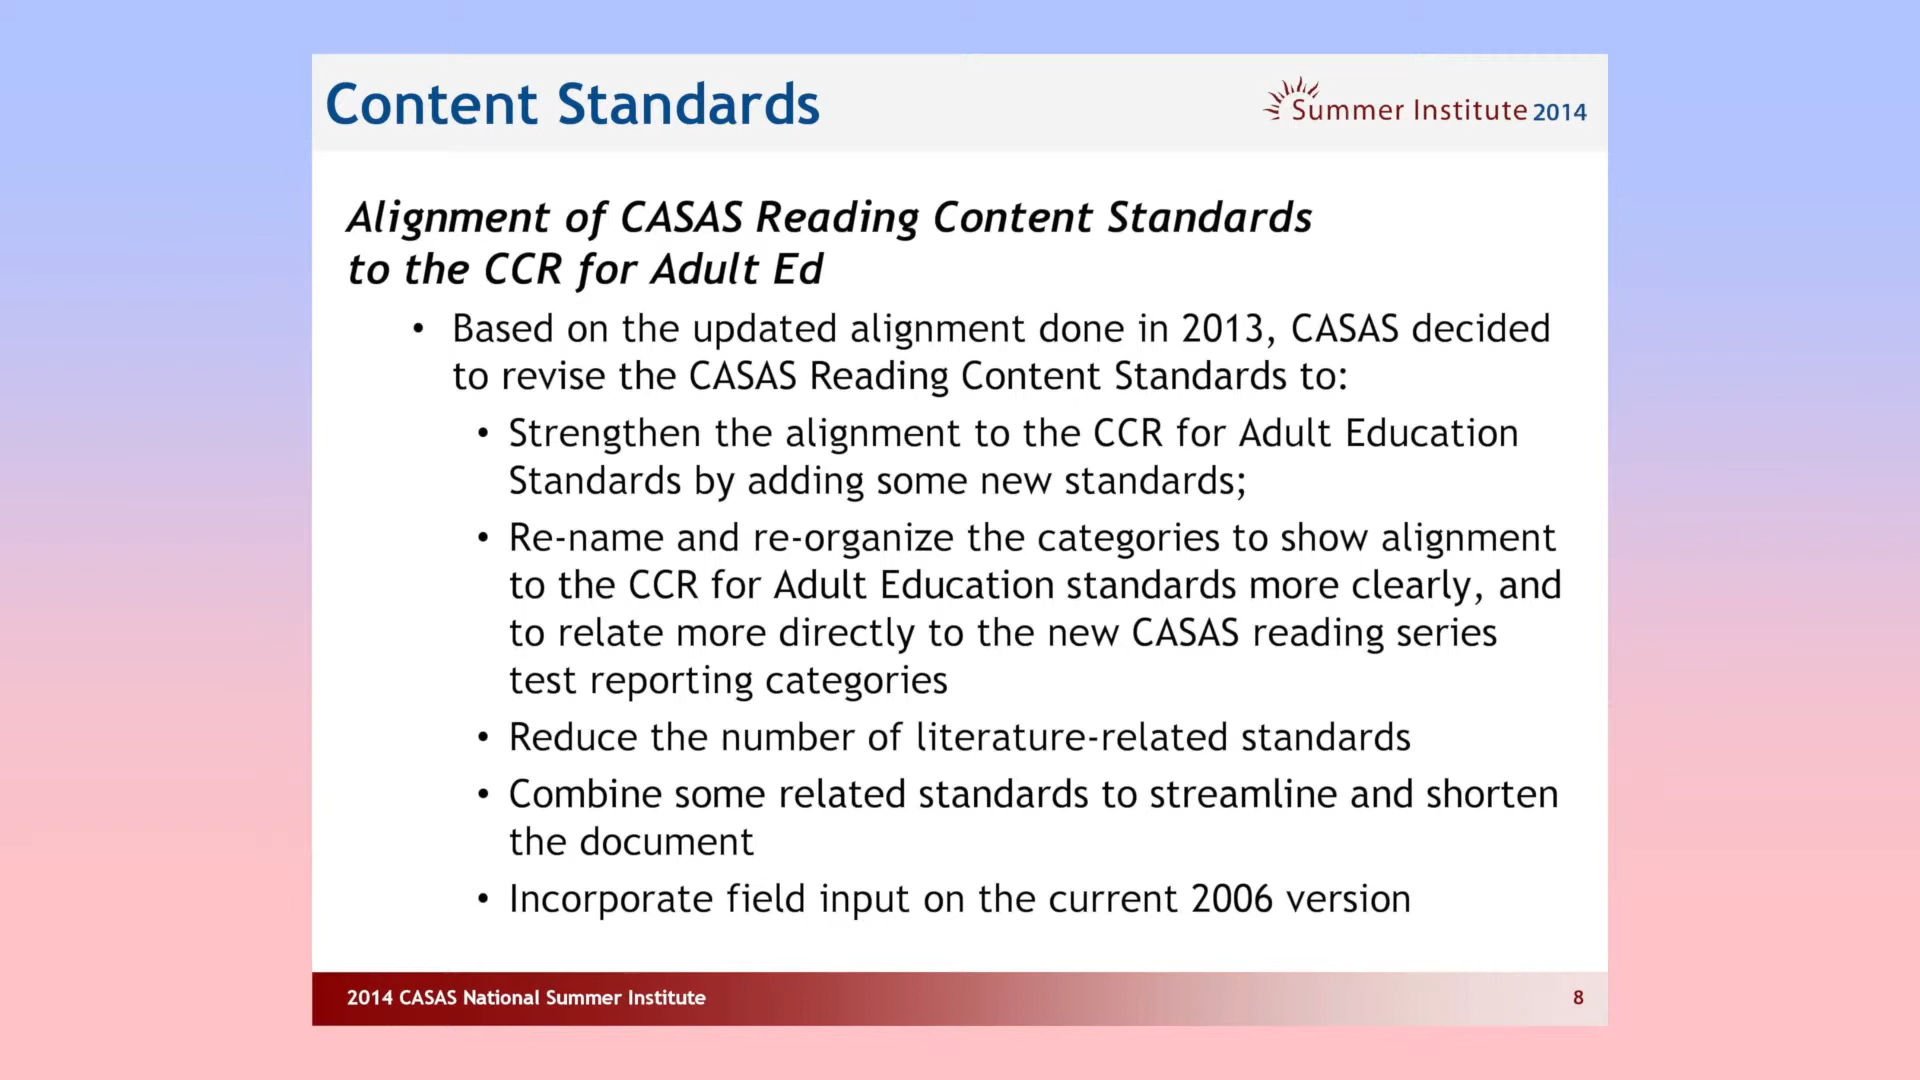 Content Standards
Summer Institute 2014
Alignment of CASAS Reading Content Standards
to the CCR for Adult Ed
• Based on the updated alignment done in 2013, CASAS decided
to revise the CASAS Reading Content Standards to:
• Strengthen the alignment to the CCR for Adult Education
Standards by adding some new standards;
• Re-name and re-organize the categories to show alignment
to the CCR for Adult Education standards more clearly, and
to relate more directly to the new CASAS reading series
test reporting categories
• Reduce the number of literature-related standards
• Combine some related standards to streamline and shorten
the document
• Incorporate field input on the current 2006 version
2014 CASAS National Summer Institute
8